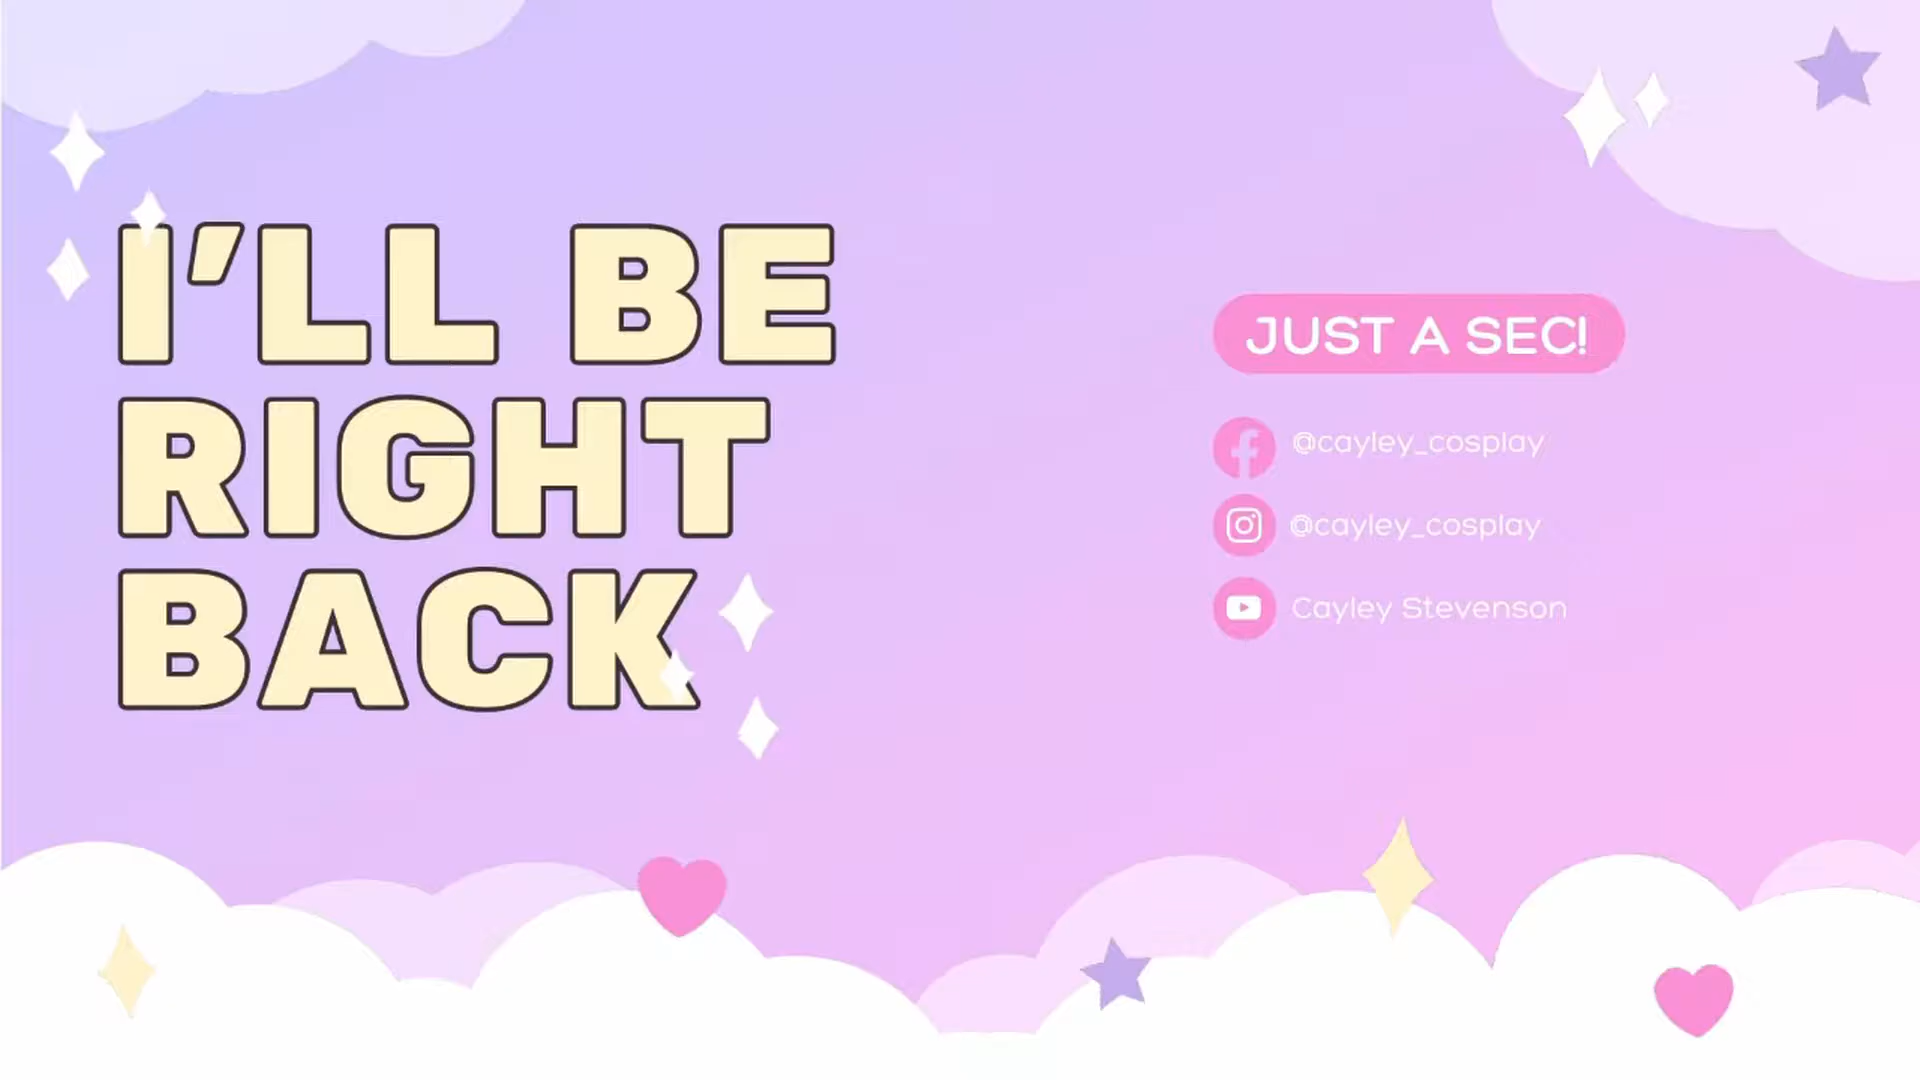 I’LL BE
RIGHT
BACK
JUST A SEC!
@cayley_cosplay
@cayley_cosplay
Cayley Stevenson